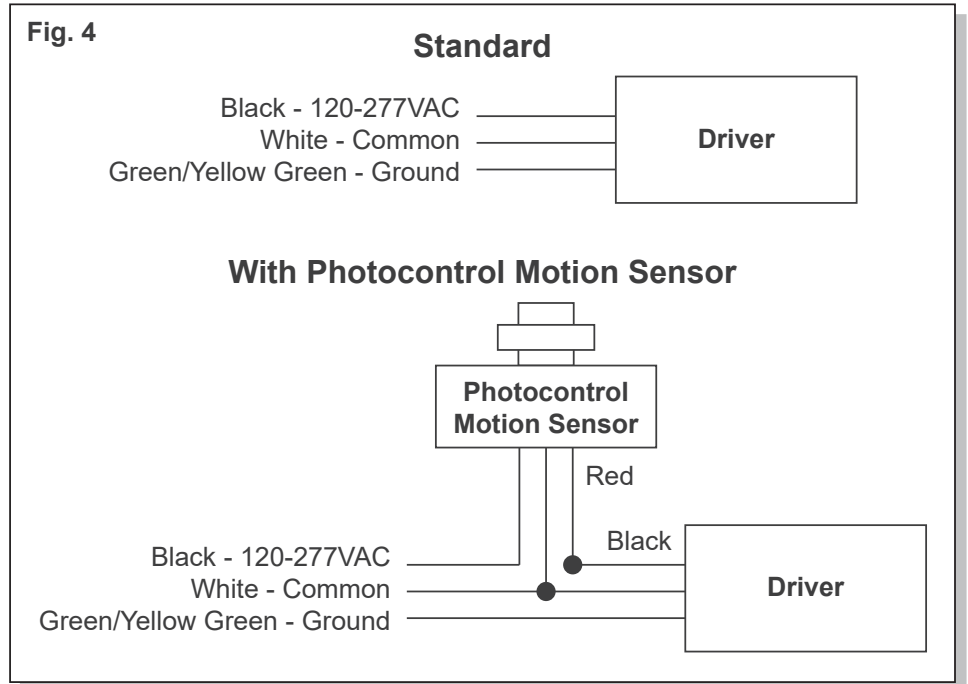 Fig. 4
Standard
Black - 120-277VAC
White - Common
Green/Yellow Green - Ground
Driver
With Photocontrol Motion Sensor
Photocontrol
Motion Sensor
Red
Black
Black - 120-277VAC
White - Common
Green/Yellow Green - Ground
Driver